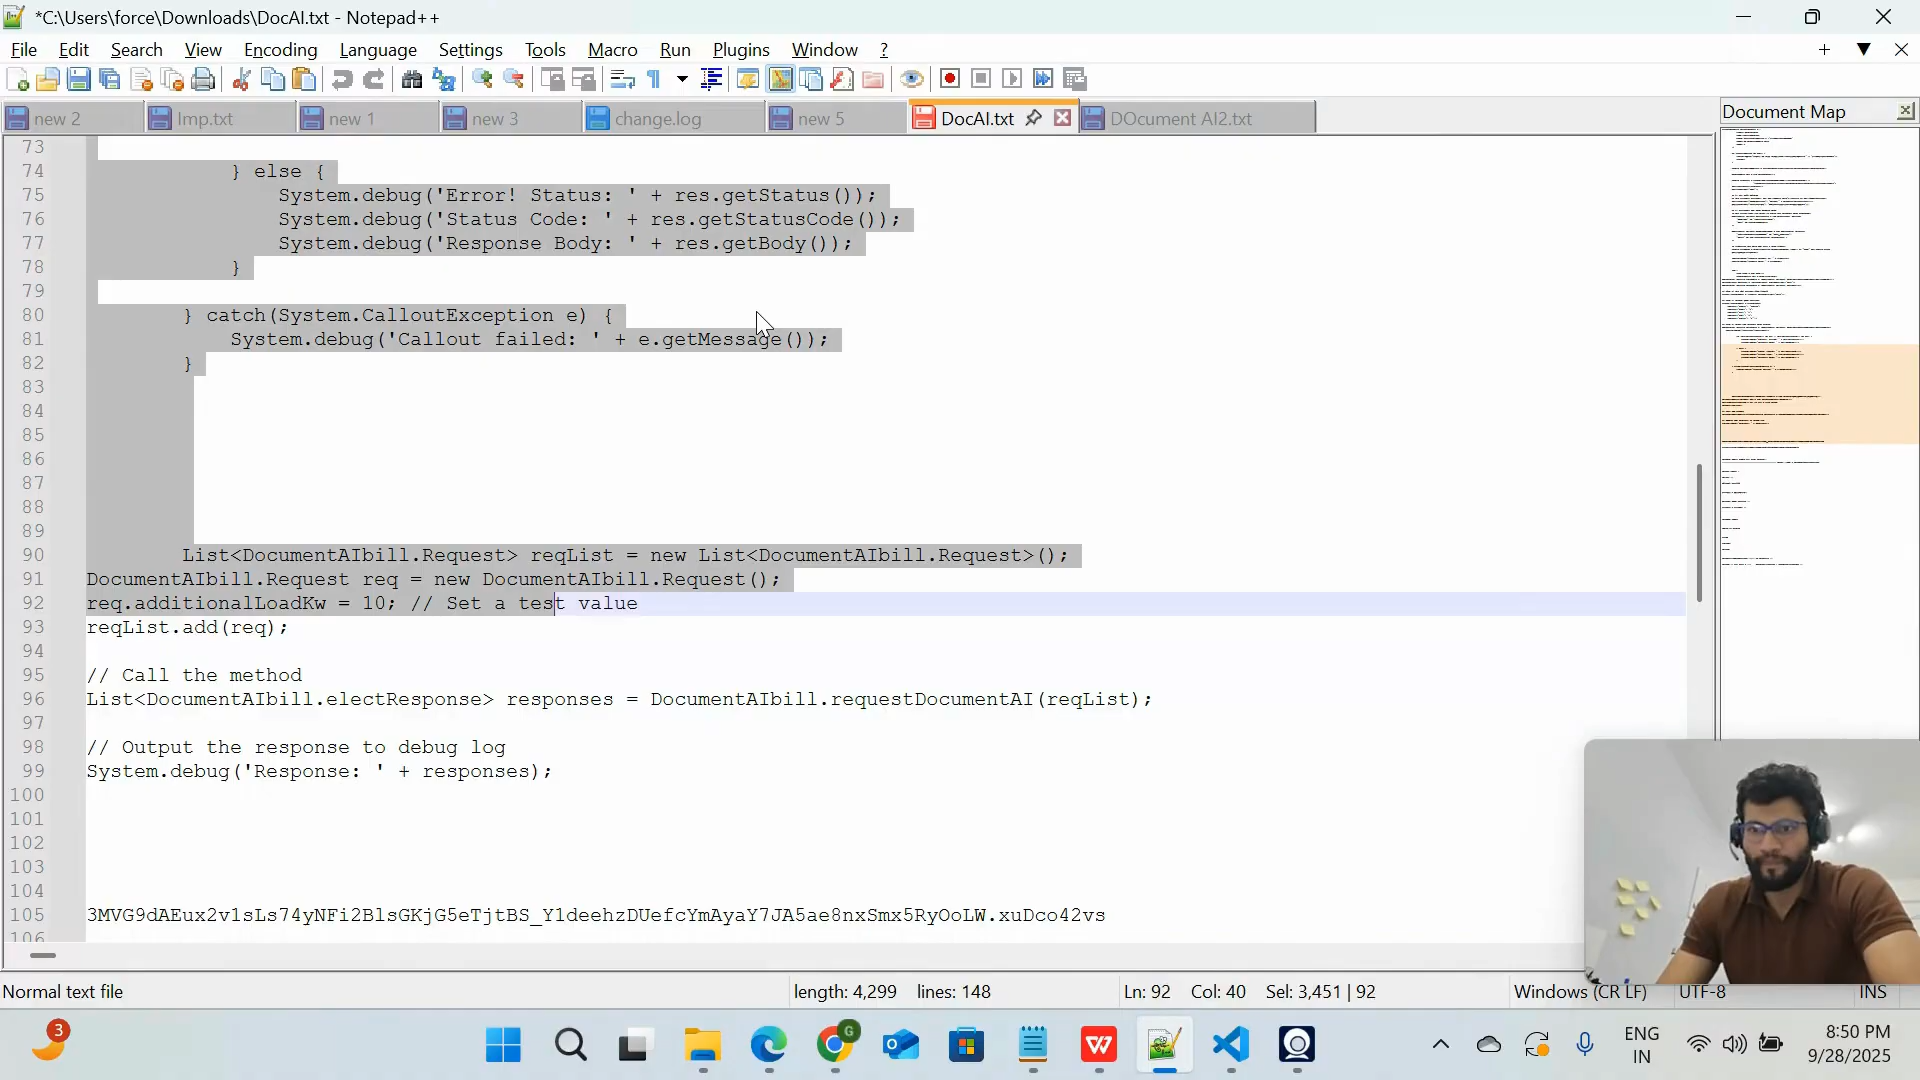 *C:\Users\force\Downloads\DocAI.txt - Notepad++
File Edit Search View Encoding Language Settings Tools Macro Run Plugins Window ?
new 2 Imp.txt new 1 new 3 change.log new 5 DocAI.txt DOcument AI2.txt
Document Map
73
74 } else {
75 System.debug('Error! Status: ' + res.getStatus());
76 System.debug('Status Code: ' + res.getStatusCode());
77 System.debug('Response Body: ' + res.getBody());
78 }
79
80 } catch(System.CalloutException e) {
81 System.debug('Callout failed: ' + e.getMessage());
82 }
83
84
85
86
87
88
89
90 List<DocumentAIbill.Request> reqList = new List<DocumentAIbill.Request>();
91 DocumentAIbill.Request req = new DocumentAIbill.Request();
92 req.additionalLoadKw = 10; // Set a test value
93 reqList.add(req);
94
95 // Call the method
96 List<DocumentAIbill.electResponse> responses = DocumentAIbill.requestDocumentAI(reqList);
97
98 // Output the response to debug log
99 System.debug('Response: ' + responses);
100
101
102
103
104
105 3MVG9dAEux2v1sLs74yNFi2BlsGKjG5eTjtBS_Y1deehzDUefcYmAyaY7JA5ae8nxSmx5RyOoLW.xuDco42vs
106
Normal text file length: 4,299 lines: 148 Ln: 92 Col: 40 Sel: 3,451 | 92 Windows (CR LF) UTF-8 INS
3
G
ENG
IN
8:50 PM
9/28/2025